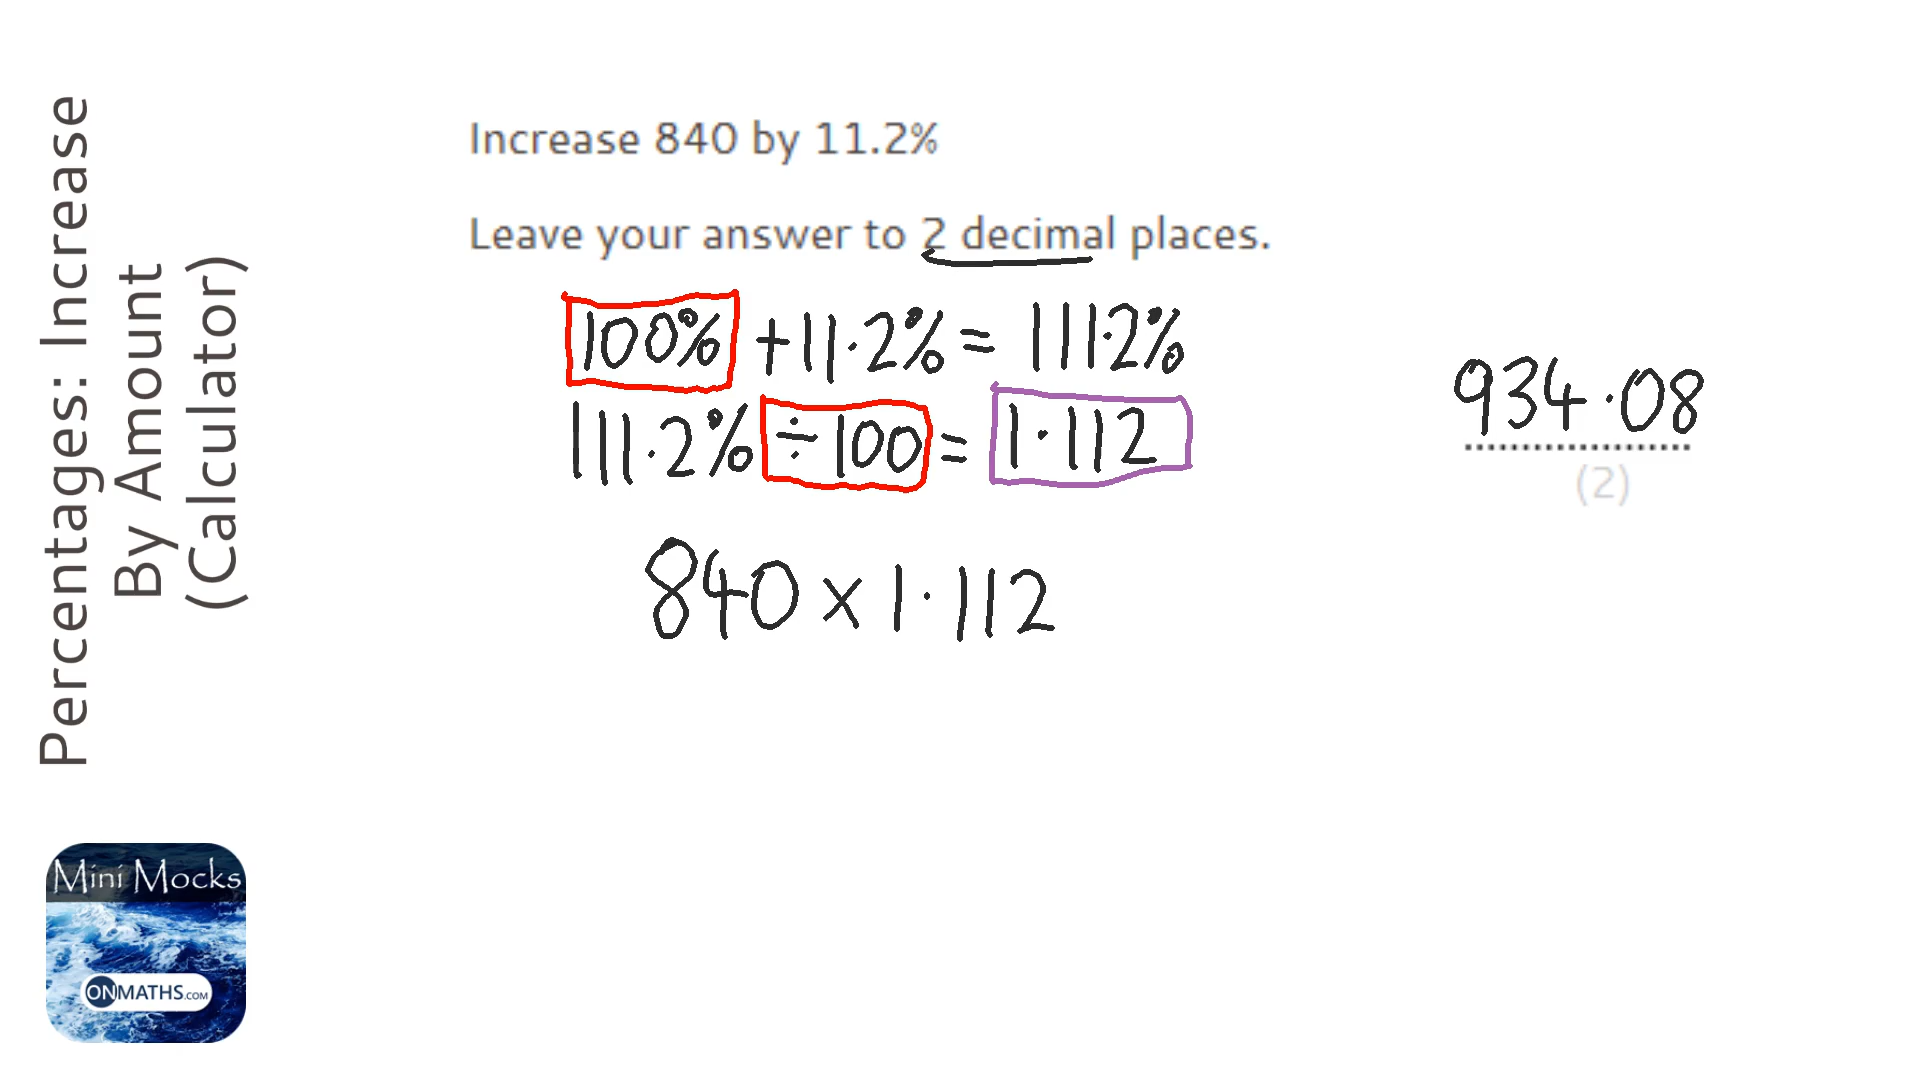 Percentages: Increase
By Amount
(Calculator)
Increase 840 by 11.2%
Leave your answer to 2 decimal places.
100% +11.2% = 111.2%
111.2% ÷100 = 1.112
840 x 1.112
934.08
(2)
Mini Mocks
ONMATHS.COM